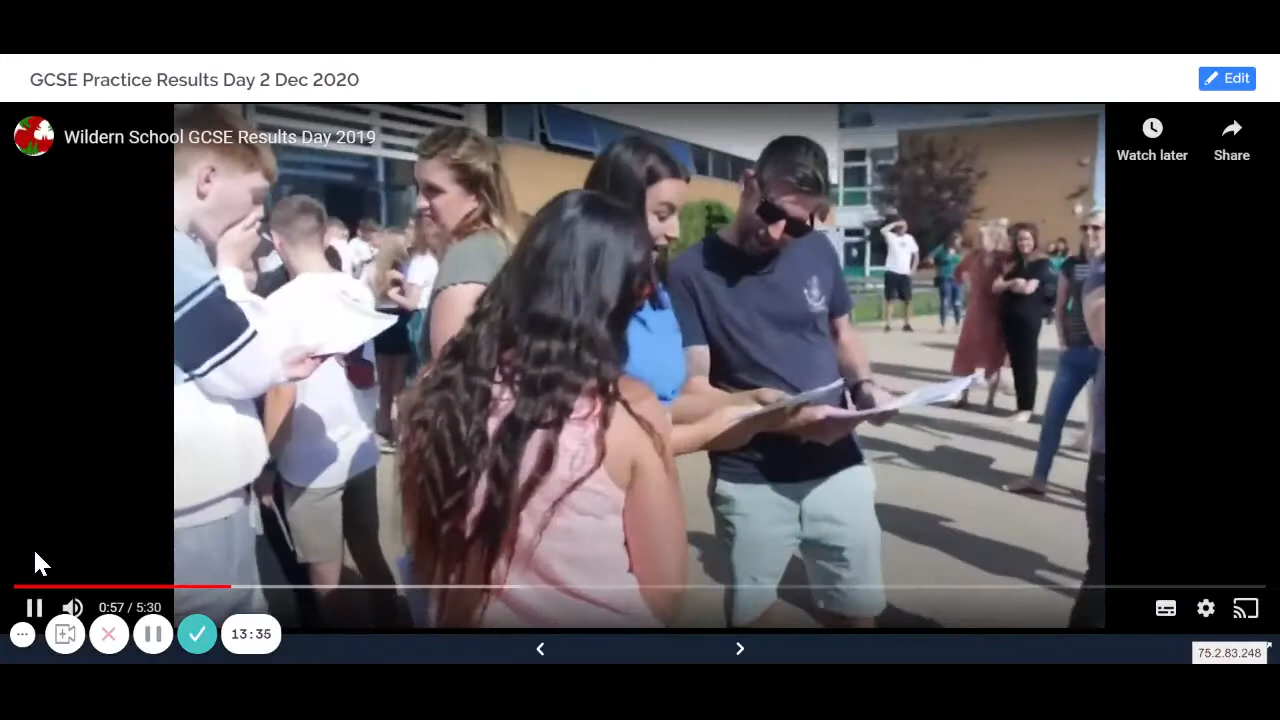 GCSE Practice Results Day 2 Dec 2020
Edit
Wildern School GCSE Results Day 2019
Watch later
Share
0:57 / 5:30
13:35
75.2.83.248